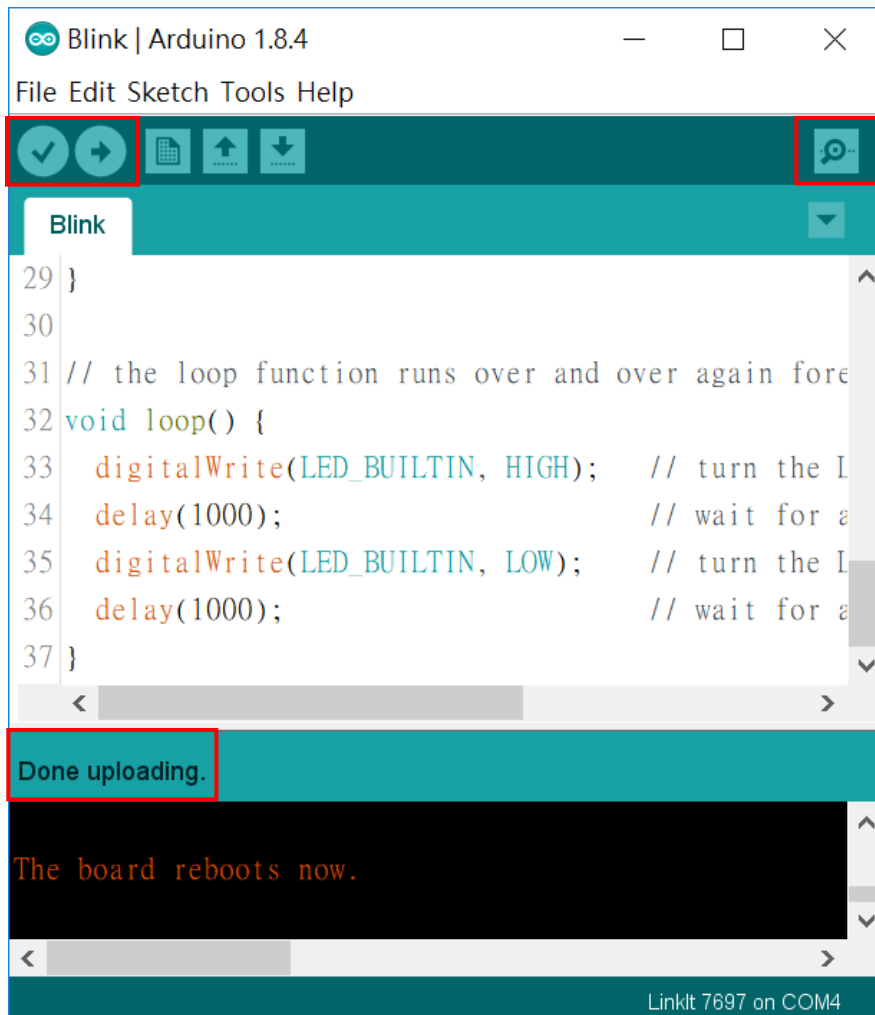 Blink | Arduino 1.8.4
File Edit Sketch Tools Help
Blink
29 }
30
31 // the loop function runs over and over again fore
32 void loop() {
33   digitalWrite(LED_BUILTIN, HIGH);   // turn the L
34   delay(1000);                       // wait for a
35   digitalWrite(LED_BUILTIN, LOW);    // turn the L
36   delay(1000);                       // wait for a
37 }
Done uploading.
The board reboots now.
LinkIt 7697 on COM4